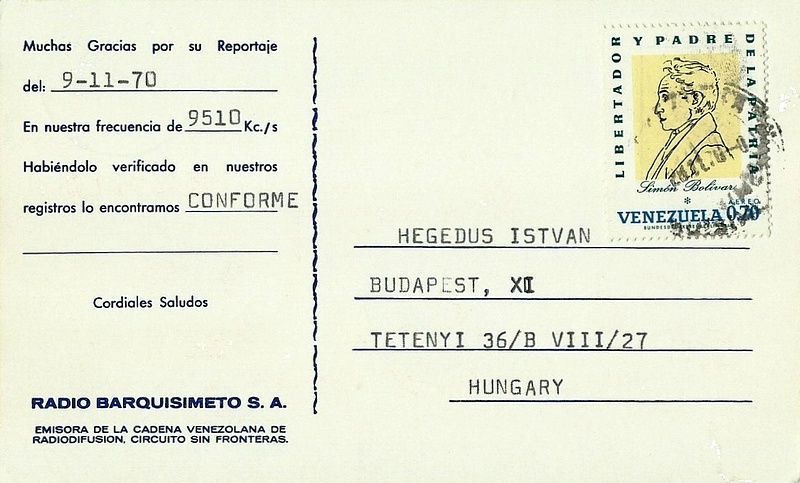 Muchas Gracias por su Reportaje
del: 9-11-70
En nuestra frecuencia de 9510 Kc./s
Habiéndolo verificado en nuestros
registros lo encontramos CONFORME
Cordiales Saludos
RADIO BARQUISIMETO S. A.
EMISORA DE LA CADENA VENEZOLANA DE
RADIODIFUSION, CIRCUITO SIN FRONTERAS.
LIBERTADOR Y PADRE DE LA PATRIA
Simón Bolívar
AEREO
VENEZUELA 0,70
HEGEDUS ISTVAN
BUDAPEST, XI
TETENYI 36/B VIII/27
HUNGARY